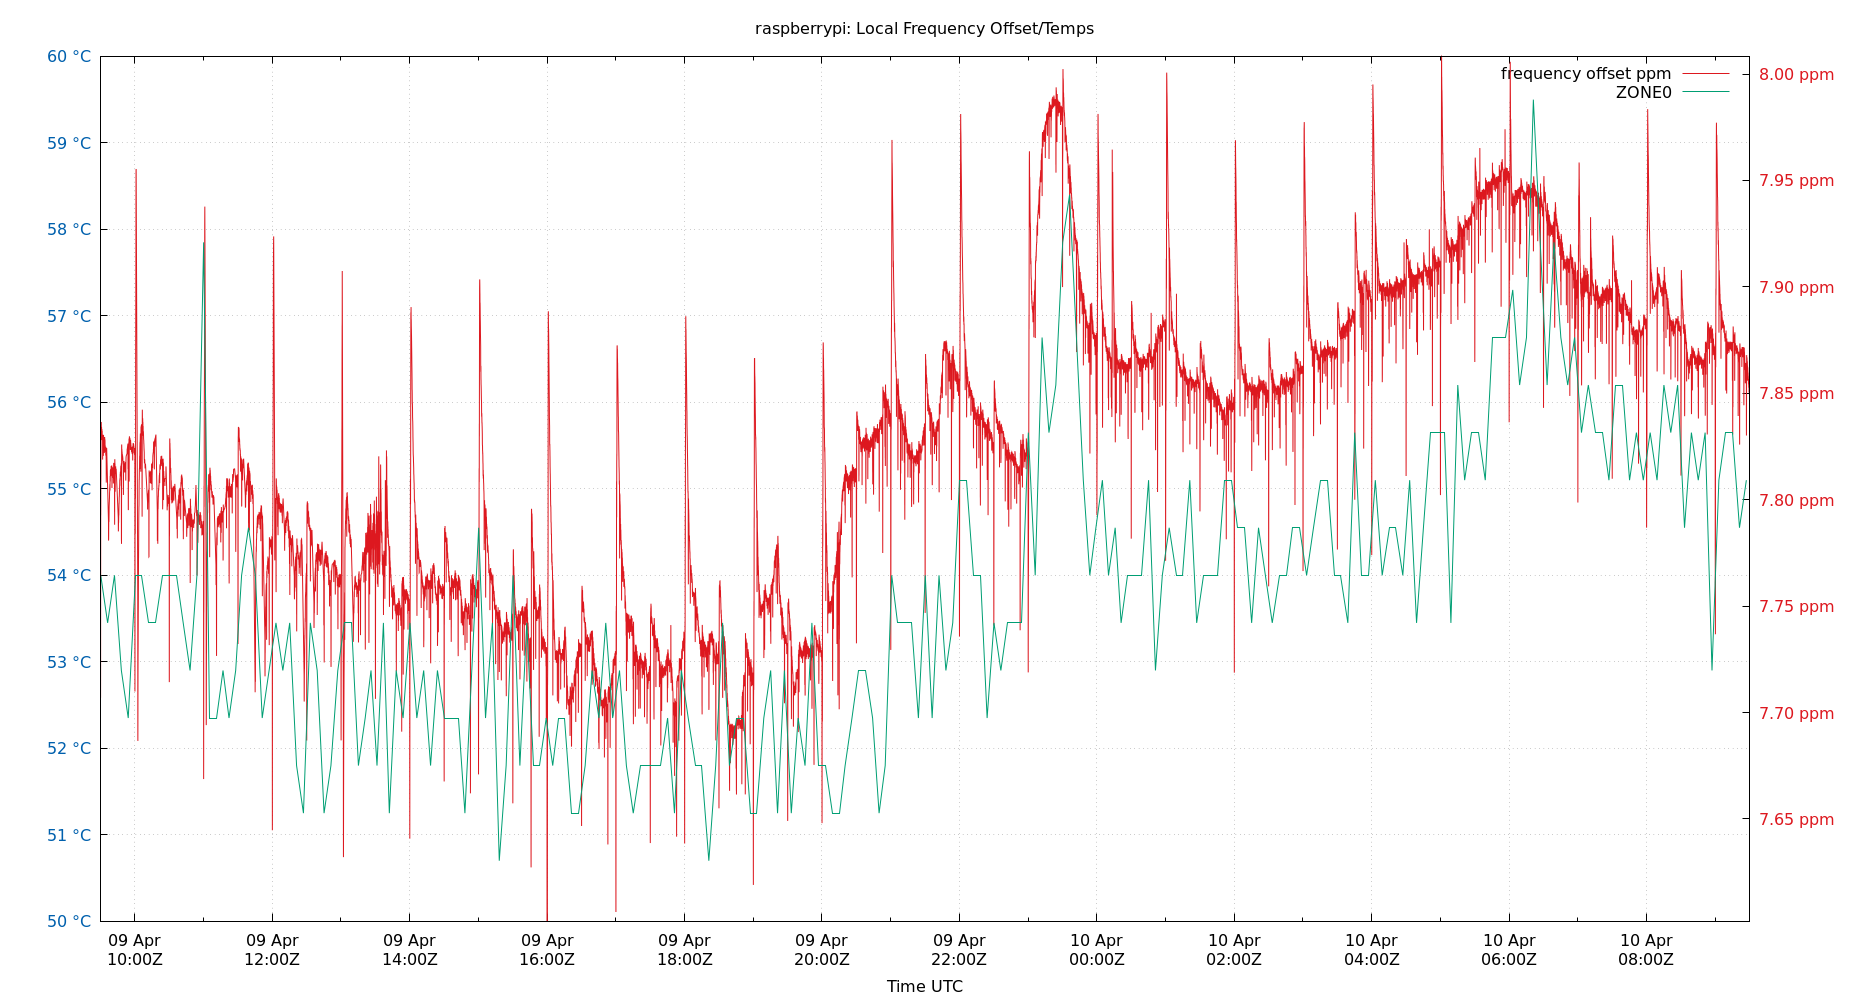 raspberrypi: Local Frequency Offset/Temps
frequency offset ppm
ZONE0
60 °C
59 °C
58 °C
57 °C
56 °C
55 °C
54 °C
53 °C
52 °C
51 °C
50 °C
8.00 ppm
7.95 ppm
7.90 ppm
7.85 ppm
7.80 ppm
7.75 ppm
7.70 ppm
7.65 ppm
09 Apr
10:00Z
09 Apr
12:00Z
09 Apr
14:00Z
09 Apr
16:00Z
09 Apr
18:00Z
09 Apr
20:00Z
09 Apr
22:00Z
10 Apr
00:00Z
10 Apr
02:00Z
10 Apr
04:00Z
10 Apr
06:00Z
10 Apr
08:00Z
Time UTC